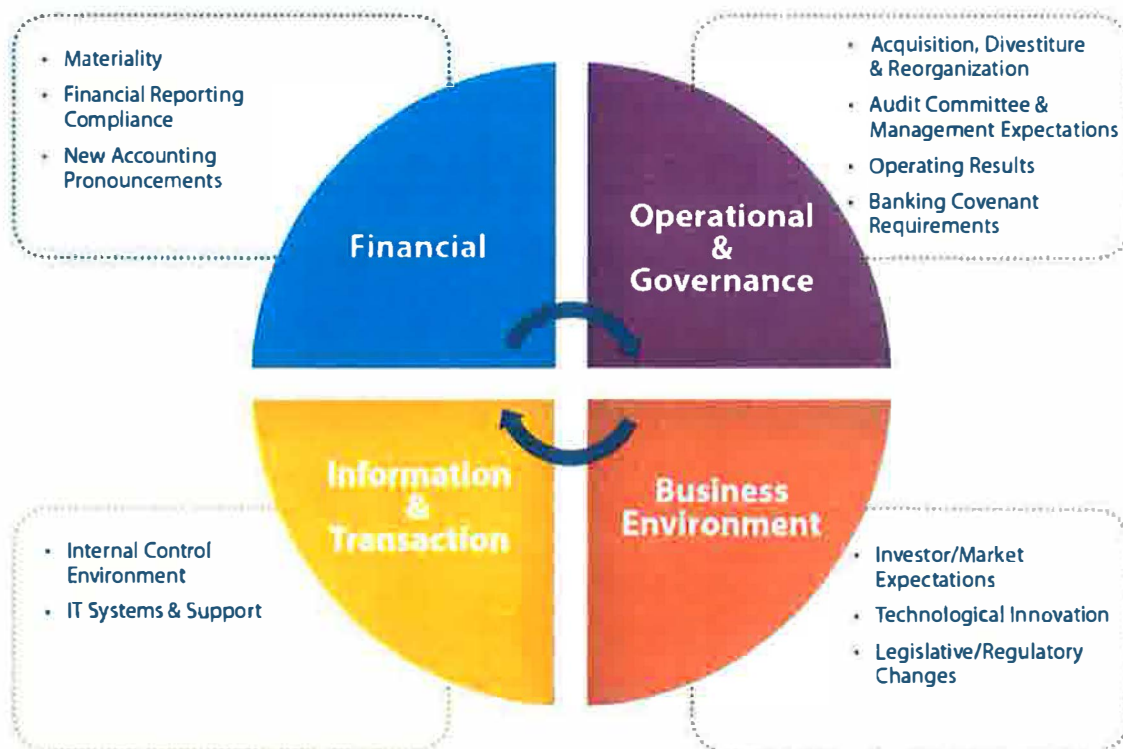 • Materiality
• Financial Reporting
Compliance
• New Accounting
Pronouncements
• Acquisition, Divestiture
& Reorganization
• Audit Committee &
Management Expectations
• Operating Results
• Banking Covenant
Requirements
Financial
Operational
&
Governance
Information
&
Transaction
Business
Environment
• Internal Control
Environment
• IT Systems & Support
• Investor/Market
Expectations
• Technological Innovation
• Legislative/Regulatory
Changes